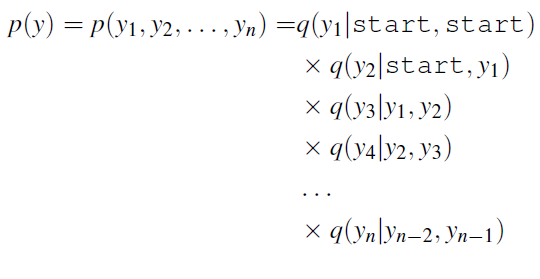 p(y) = p(y₁, y₂, . . . , yₙ) =q(y₁|start, start)
× q(y₂|start, y₁)
× q(y₃|y₁, y₂)
× q(y₄|y₂, y₃)
. . .
× q(yₙ|yₙ₋₂, yₙ₋₁)